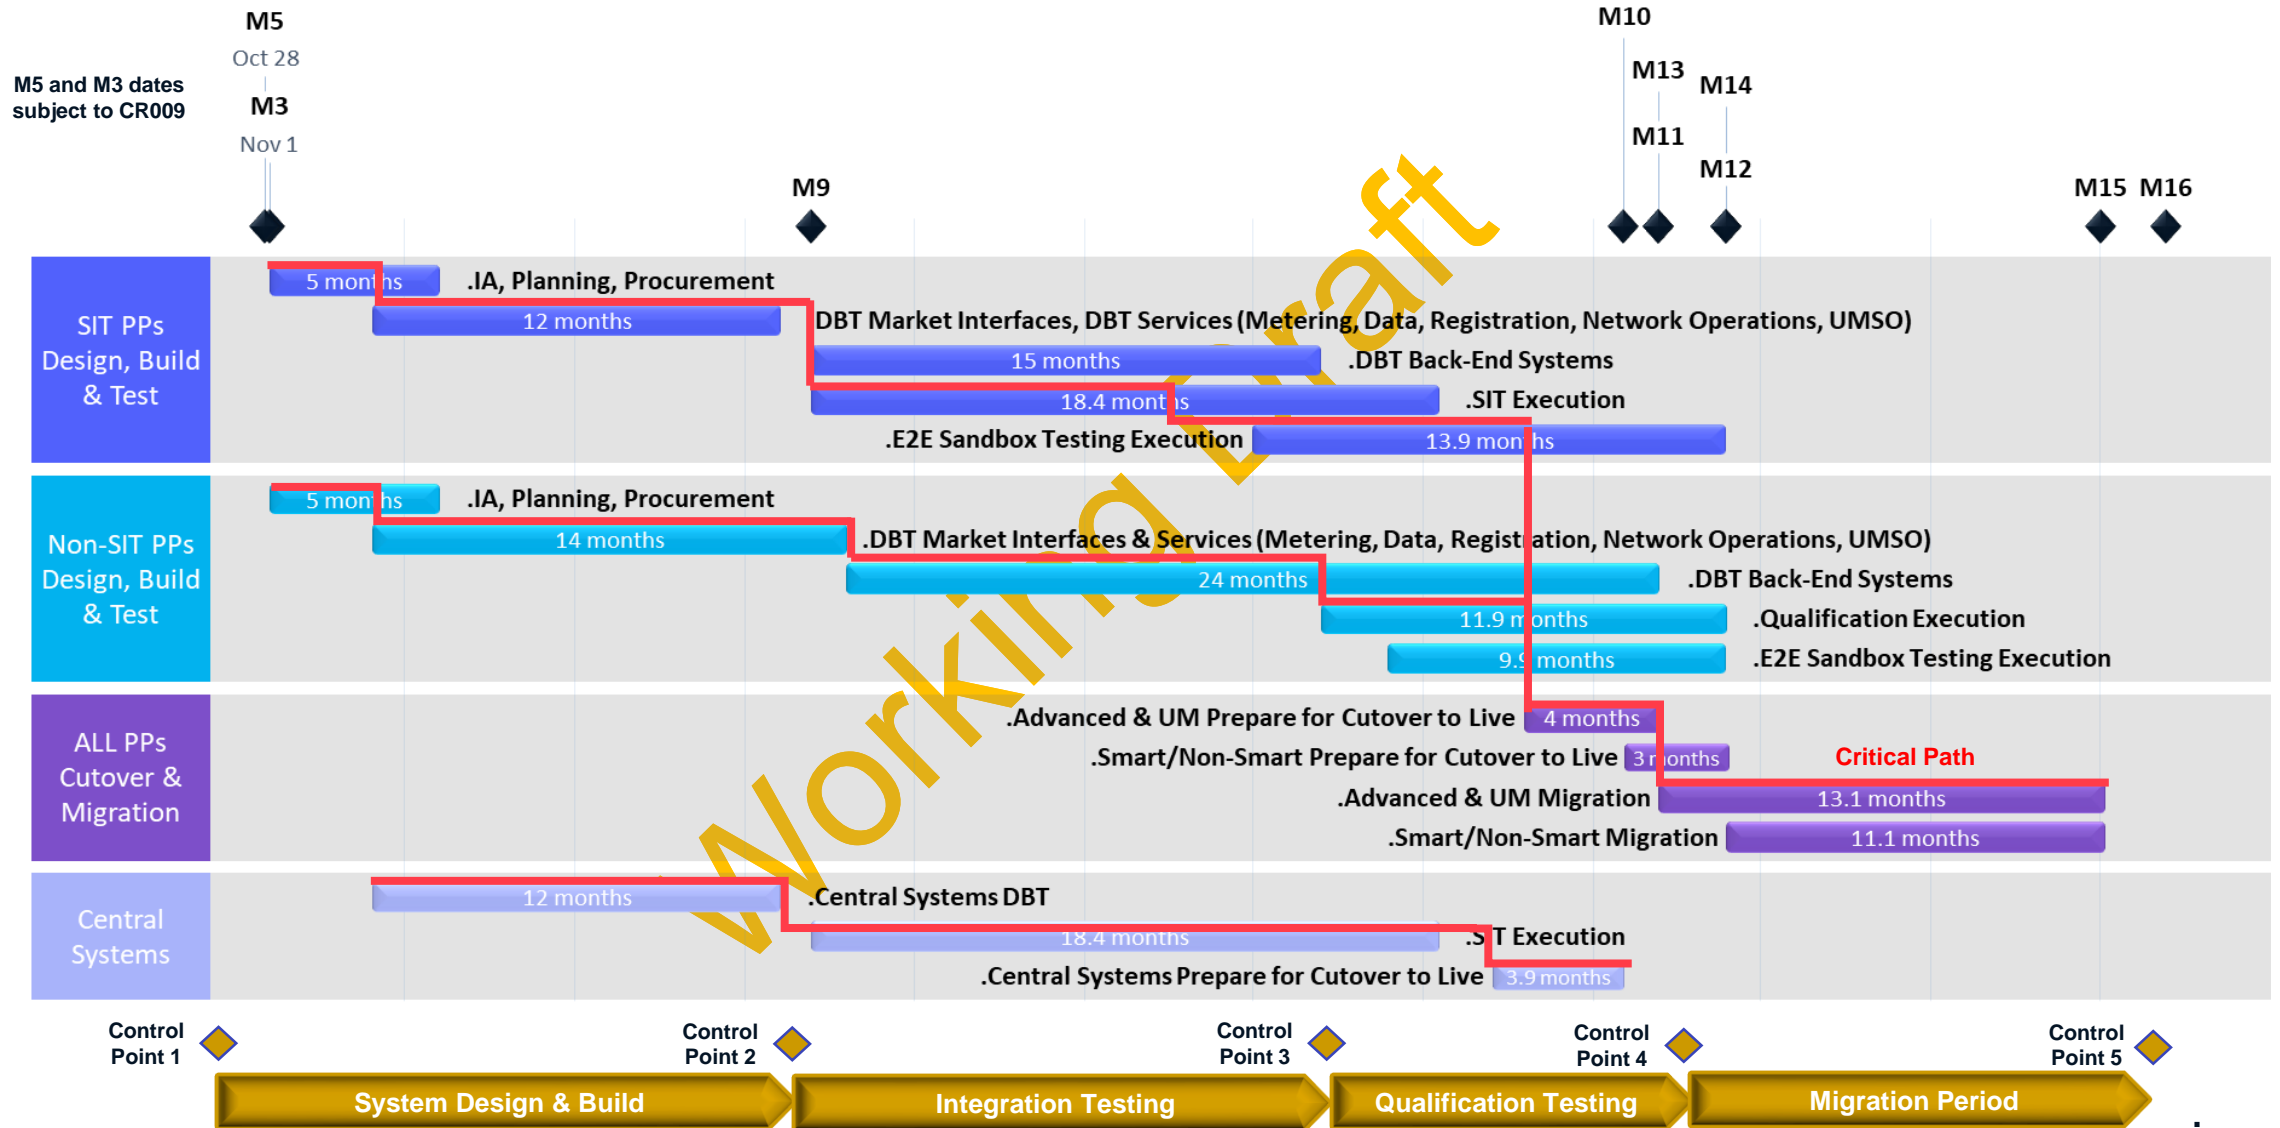 M5
Oct 28
M5 and M3 dates
subject to CR009
M3
Nov 1
M9
M10
M13
M11
M14
M12
M15
M16
SIT PPs
Design, Build
& Test
5 months
.IA, Planning, Procurement
12 months
DBT Market Interfaces, DBT Services (Metering, Data, Registration, Network Operations, UMSO)
15 months
.DBT Back-End Systems
18.4 months
.SIT Execution
.E2E Sandbox Testing Execution
13.9 months
Non-SIT PPs
Design, Build
& Test
5 months
.IA, Planning, Procurement
14 months
.DBT Market Interfaces & Services (Metering, Data, Registration, Network Operations, UMSO)
24 months
.DBT Back-End Systems
11.9 months
.Qualification Execution
9.9 months
.E2E Sandbox Testing Execution
ALL PPs
Cutover &
Migration
.Advanced & UM Prepare for Cutover to Live
4 months
.Smart/Non-Smart Prepare for Cutover to Live
3 months
Critical Path
.Advanced & UM Migration
13.1 months
.Smart/Non-Smart Migration
11.1 months
Central
Systems
12 months
.Central Systems DBT
18.4 months
.SIT Execution
.Central Systems Prepare for Cutover to Live
3.9 months
Working Draft
Control
Point 1
Control
Point 2
Control
Point 3
Control
Point 4
Control
Point 5
System Design & Build
Integration Testing
Qualification Testing
Migration Period